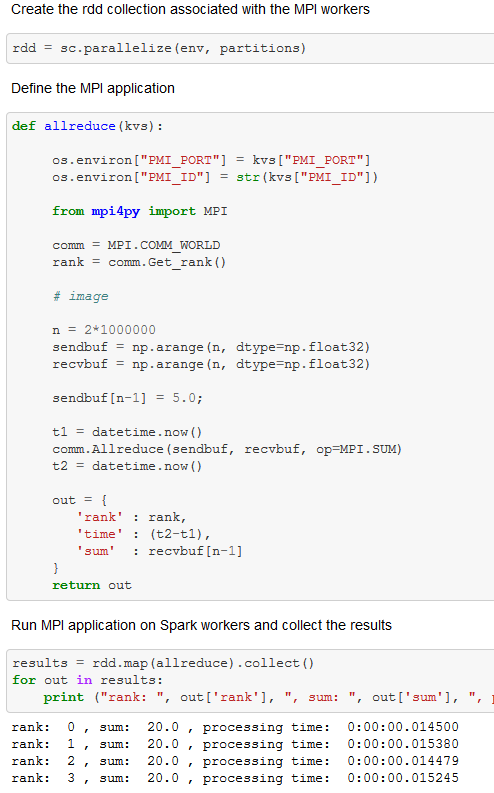 Create the rdd collection associated with the MPI workers
rdd = sc.parallelize(env, partitions)
Define the MPI application
def allreduce(kvs):
os.environ["PMI_PORT"] = kvs["PMI_PORT"]
os.environ["PMI_ID"] = str(kvs["PMI_ID"])
from mpi4py import MPI
comm = MPI.COMM_WORLD
rank = comm.Get_rank()
# image
n = 2*1000000
sendbuf = np.arange(n, dtype=np.float32)
recvbuf = np.arange(n, dtype=np.float32)
sendbuf[n-1] = 5.0;
t1 = datetime.now()
comm.Allreduce(sendbuf, recvbuf, op=MPI.SUM)
t2 = datetime.now()
out = {
'rank' : rank,
'time' : (t2-t1),
'sum'  : recvbuf[n-1]
}
return out
Run MPI application on Spark workers and collect the results
results = rdd.map(allreduce).collect()
for out in results:
print ("rank: ", out['rank'], ", sum: ", out['sum'], ",
rank:  0 , sum:  20.0 , processing time:  0:00:00.014500
rank:  1 , sum:  20.0 , processing time:  0:00:00.015380
rank:  2 , sum:  20.0 , processing time:  0:00:00.014479
rank:  3 , sum:  20.0 , processing time:  0:00:00.015245